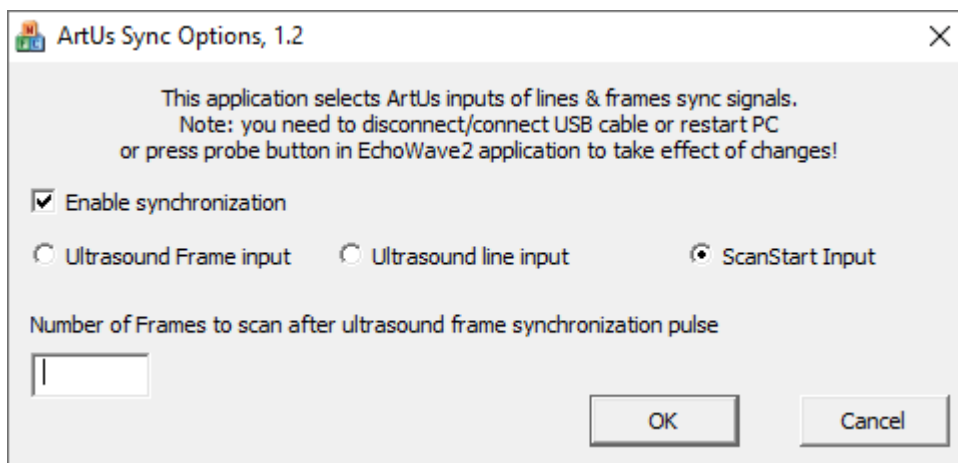 ArtUs Sync Options, 1.2
This application selects ArtUs inputs of lines & frames sync signals.
Note: you need to disconnect/connect USB cable or restart PC
or press probe button in EchoWave2 application to take effect of changes!
Enable synchronization
Ultrasound Frame input Ultrasound line input ScanStart Input
Number of Frames to scan after ultrasound frame synchronization pulse
OK Cancel